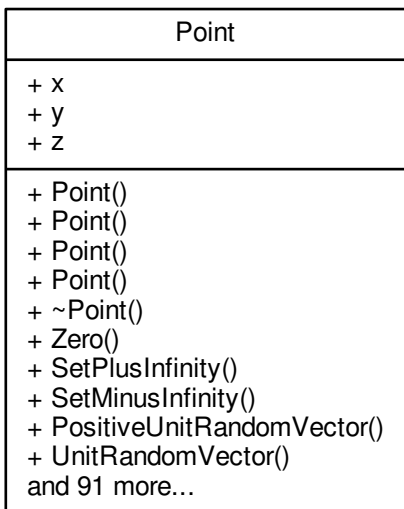 Point
+ x
+ y
+ z
+ Point()
+ Point()
+ Point()
+ Point()
+ ~Point()
+ Zero()
+ SetPlusInfinity()
+ SetMinusInfinity()
+ PositiveUnitRandomVector()
+ UnitRandomVector()
and 91 more...